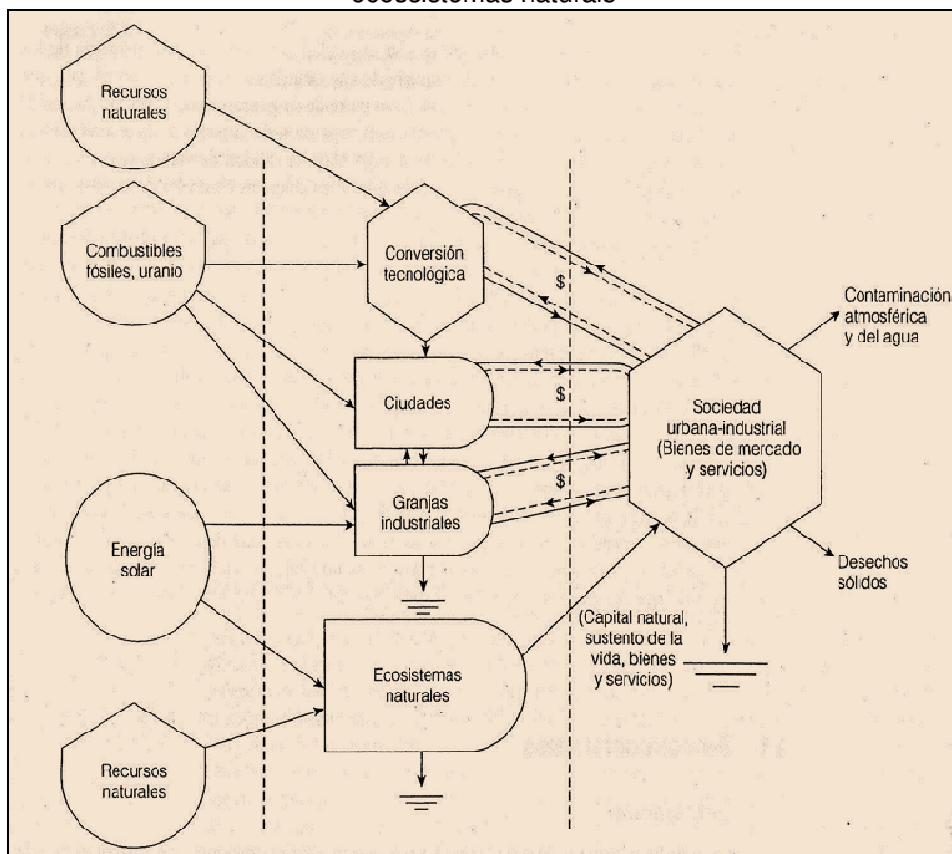 ecosistemas naturais
Recursos
naturales
Combustibles
fósiles, uranio
Conversión
tecnológica
$
Contaminación
atmosférica
y del agua
Ciudades
$
Sociedad
urbana-industrial
(Bienes de mercado
y servicios)
Granjas
industriales
$
Energía
solar
Desechos
sólidos
(Capital natural,
sustento de la
vida, bienes
y servicios)
Ecosistemas
naturales
Recursos
naturales